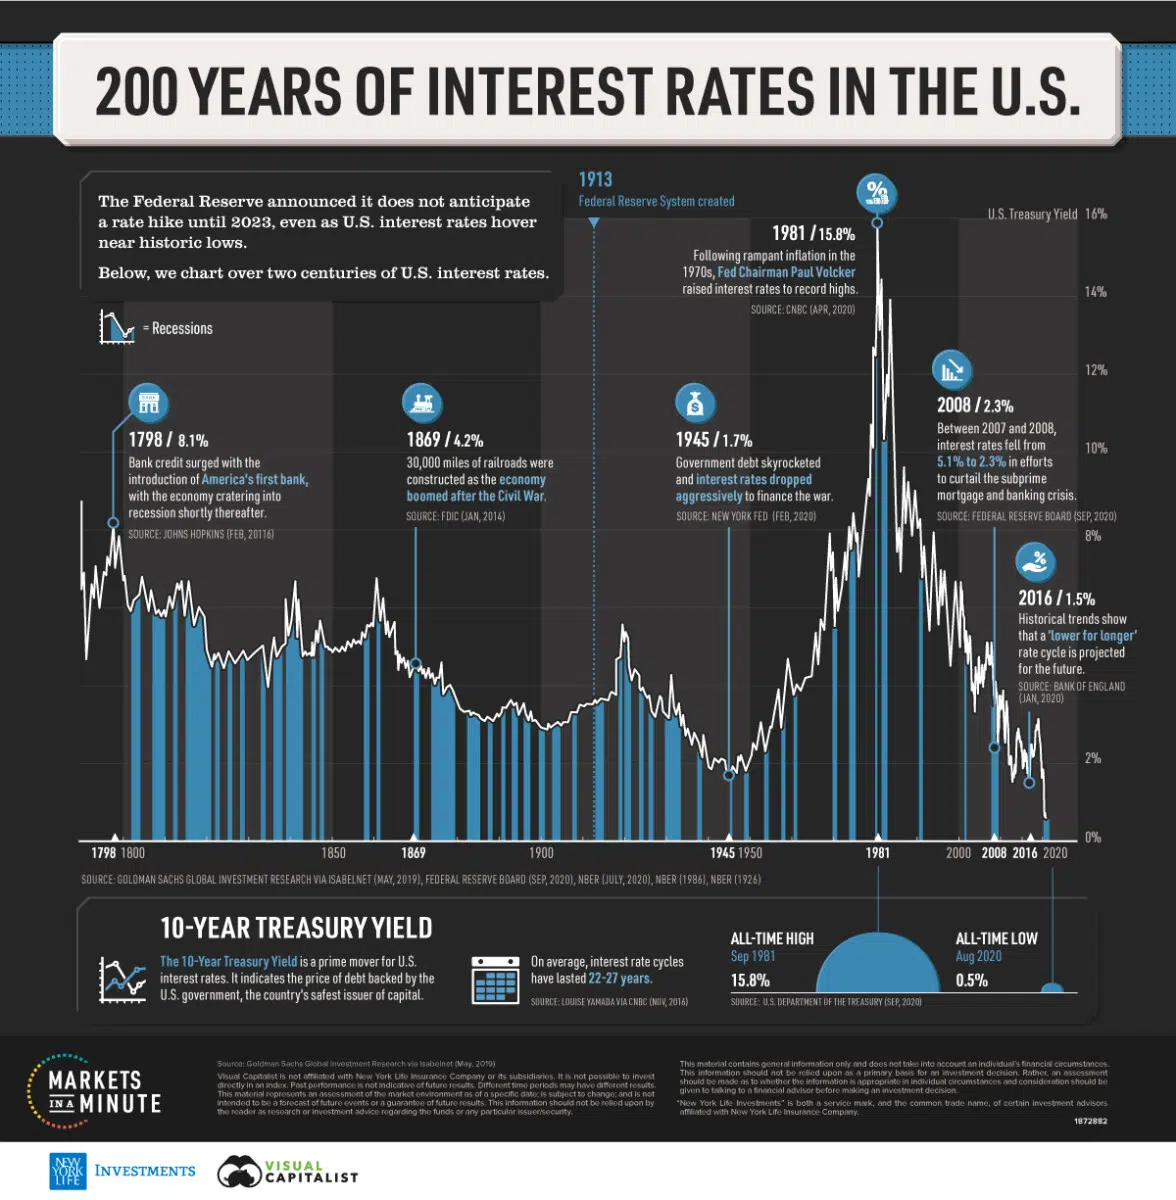 200 YEARS OF INTEREST RATES IN THE U.S.
The Federal Reserve announced it does not anticipate
a rate hike until 2023, even as U.S. interest rates hover
near historic lows.
Below, we chart over two centuries of U.S. interest rates.
= Recessions
1913
Federal Reserve System created
U.S. Treasury Yield
16%
14%
12%
10%
8%
2%
0%
1981 / 15.8%
Following rampant inflation in the
1970s, Fed Chairman Paul Volcker
raised interest rates to record highs.
SOURCE: CNBC (APR, 2020)
BANK
1798 / 8.1%
Bank credit surged with the
introduction of America's first bank,
with the economy cratering into
recession shortly thereafter.
SOURCE: JOHNS HOPKINS (FEB, 20116)
1869 / 4.2%
30,000 miles of railroads were
constructed as the economy
boomed after the Civil War.
SOURCE: FDIC (JAN, 2014)
1945 / 1.7%
Government debt skyrocketed
and interest rates dropped
aggressively to finance the war.
SOURCE: NEW YORK FED (FEB, 2020)
2008 / 2.3%
Between 2007 and 2008,
interest rates fell from
5.1% to 2.3% in efforts
to curtail the subprime
mortgage and banking crisis.
SOURCE: FEDERAL RESERVE BOARD (SEP, 2020)
2016 / 1.5%
Historical trends show
that a 'lower for longer'
rate cycle is projected
for the future.
SOURCE: BANK OF ENGLAND
(JAN, 2020)
1798 1800 1850 1869 1900 1945 1950 1981 2000 2008 2016 2020
SOURCE: GOLDMAN SACHS GLOBAL INVESTMENT RESEARCH VIA ISABELNET (MAY, 2019), FEDERAL RESERVE BOARD (SEP, 2020), NBER (JULY, 2020), NBER (1986), NBER (1926)
10-YEAR TREASURY YIELD
The 10-Year Treasury Yield is a prime mover for U.S.
interest rates. It indicates the price of debt backed by the
U.S. government, the country's safest issuer of capital.
On average, interest rate cycles
have lasted 22-27 years.
SOURCE: LOUISE YAMADA VIA CNBC (NOV, 2016)
ALL-TIME HIGH
Sep 1981
15.8%
ALL-TIME LOW
Aug 2020
0.5%
SOURCE: U.S. DEPARTMENT OF THE TREASURY (SEP, 2020)
MARKETS
IN A MINUTE
Source: Goldman Sachs Global Investment Research via Isabelnet (May, 2019)
Visual Capitalist is not affiliated with New York Life Insurance Company or its subsidiaries. It is not possible to invest
directly in an index. Past performance is not indicative of future results. Different time periods may have different results.
This material represents an assessment of the market environment as of a specific date; is subject to change; and is not
intended to be a forecast of future events or a guarantee of future results. This information should not be relied upon by
the reader as research or investment advice regarding the funds or any particular issuer/security.
This material contains general information only and does not take into account an individual's financial circumstances.
This information should not be relied upon as a primary basis for an investment decision. Rather, an assessment
should be made as to whether the information is appropriate in individual circumstances and consideration should be
given to talking to a financial advisor before making an investment decision.
"New York Life Investments" is both a service mark, and the common trade name, of certain investment advisors
affiliated with New York Life Insurance Company.
1872882
NEW
YORK
LIFE
INVESTMENTS
VISUAL
CAPITALIST